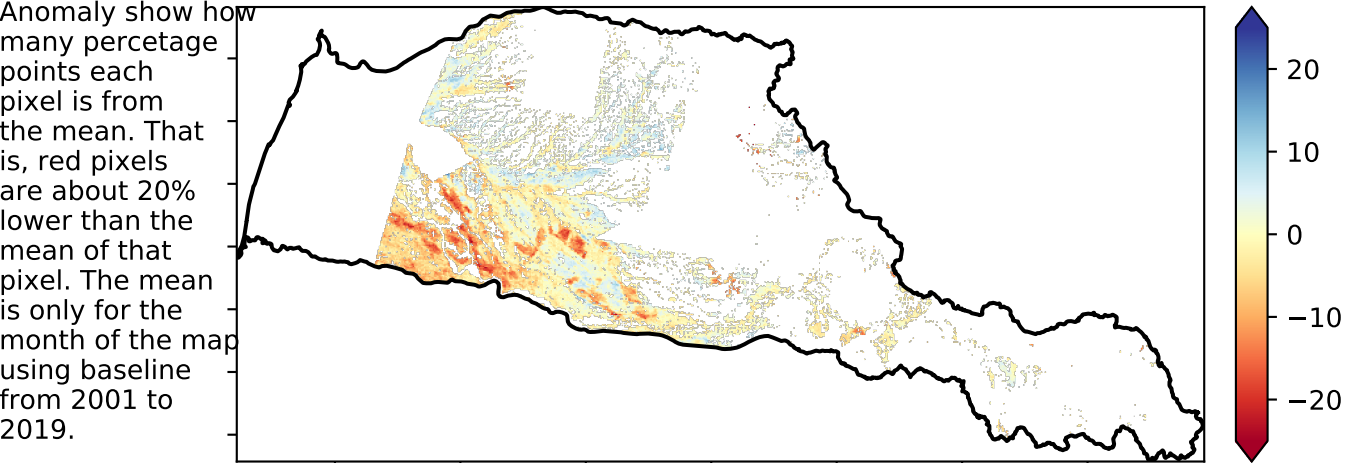 Anomaly show how
many percetage
points each
pixel is from
the mean. That
is, red pixels
are about 20%
lower than the
mean of that
pixel. The mean
is only for the
month of the map
using baseline
from 2001 to
2019.
20
10
0
−10
−20